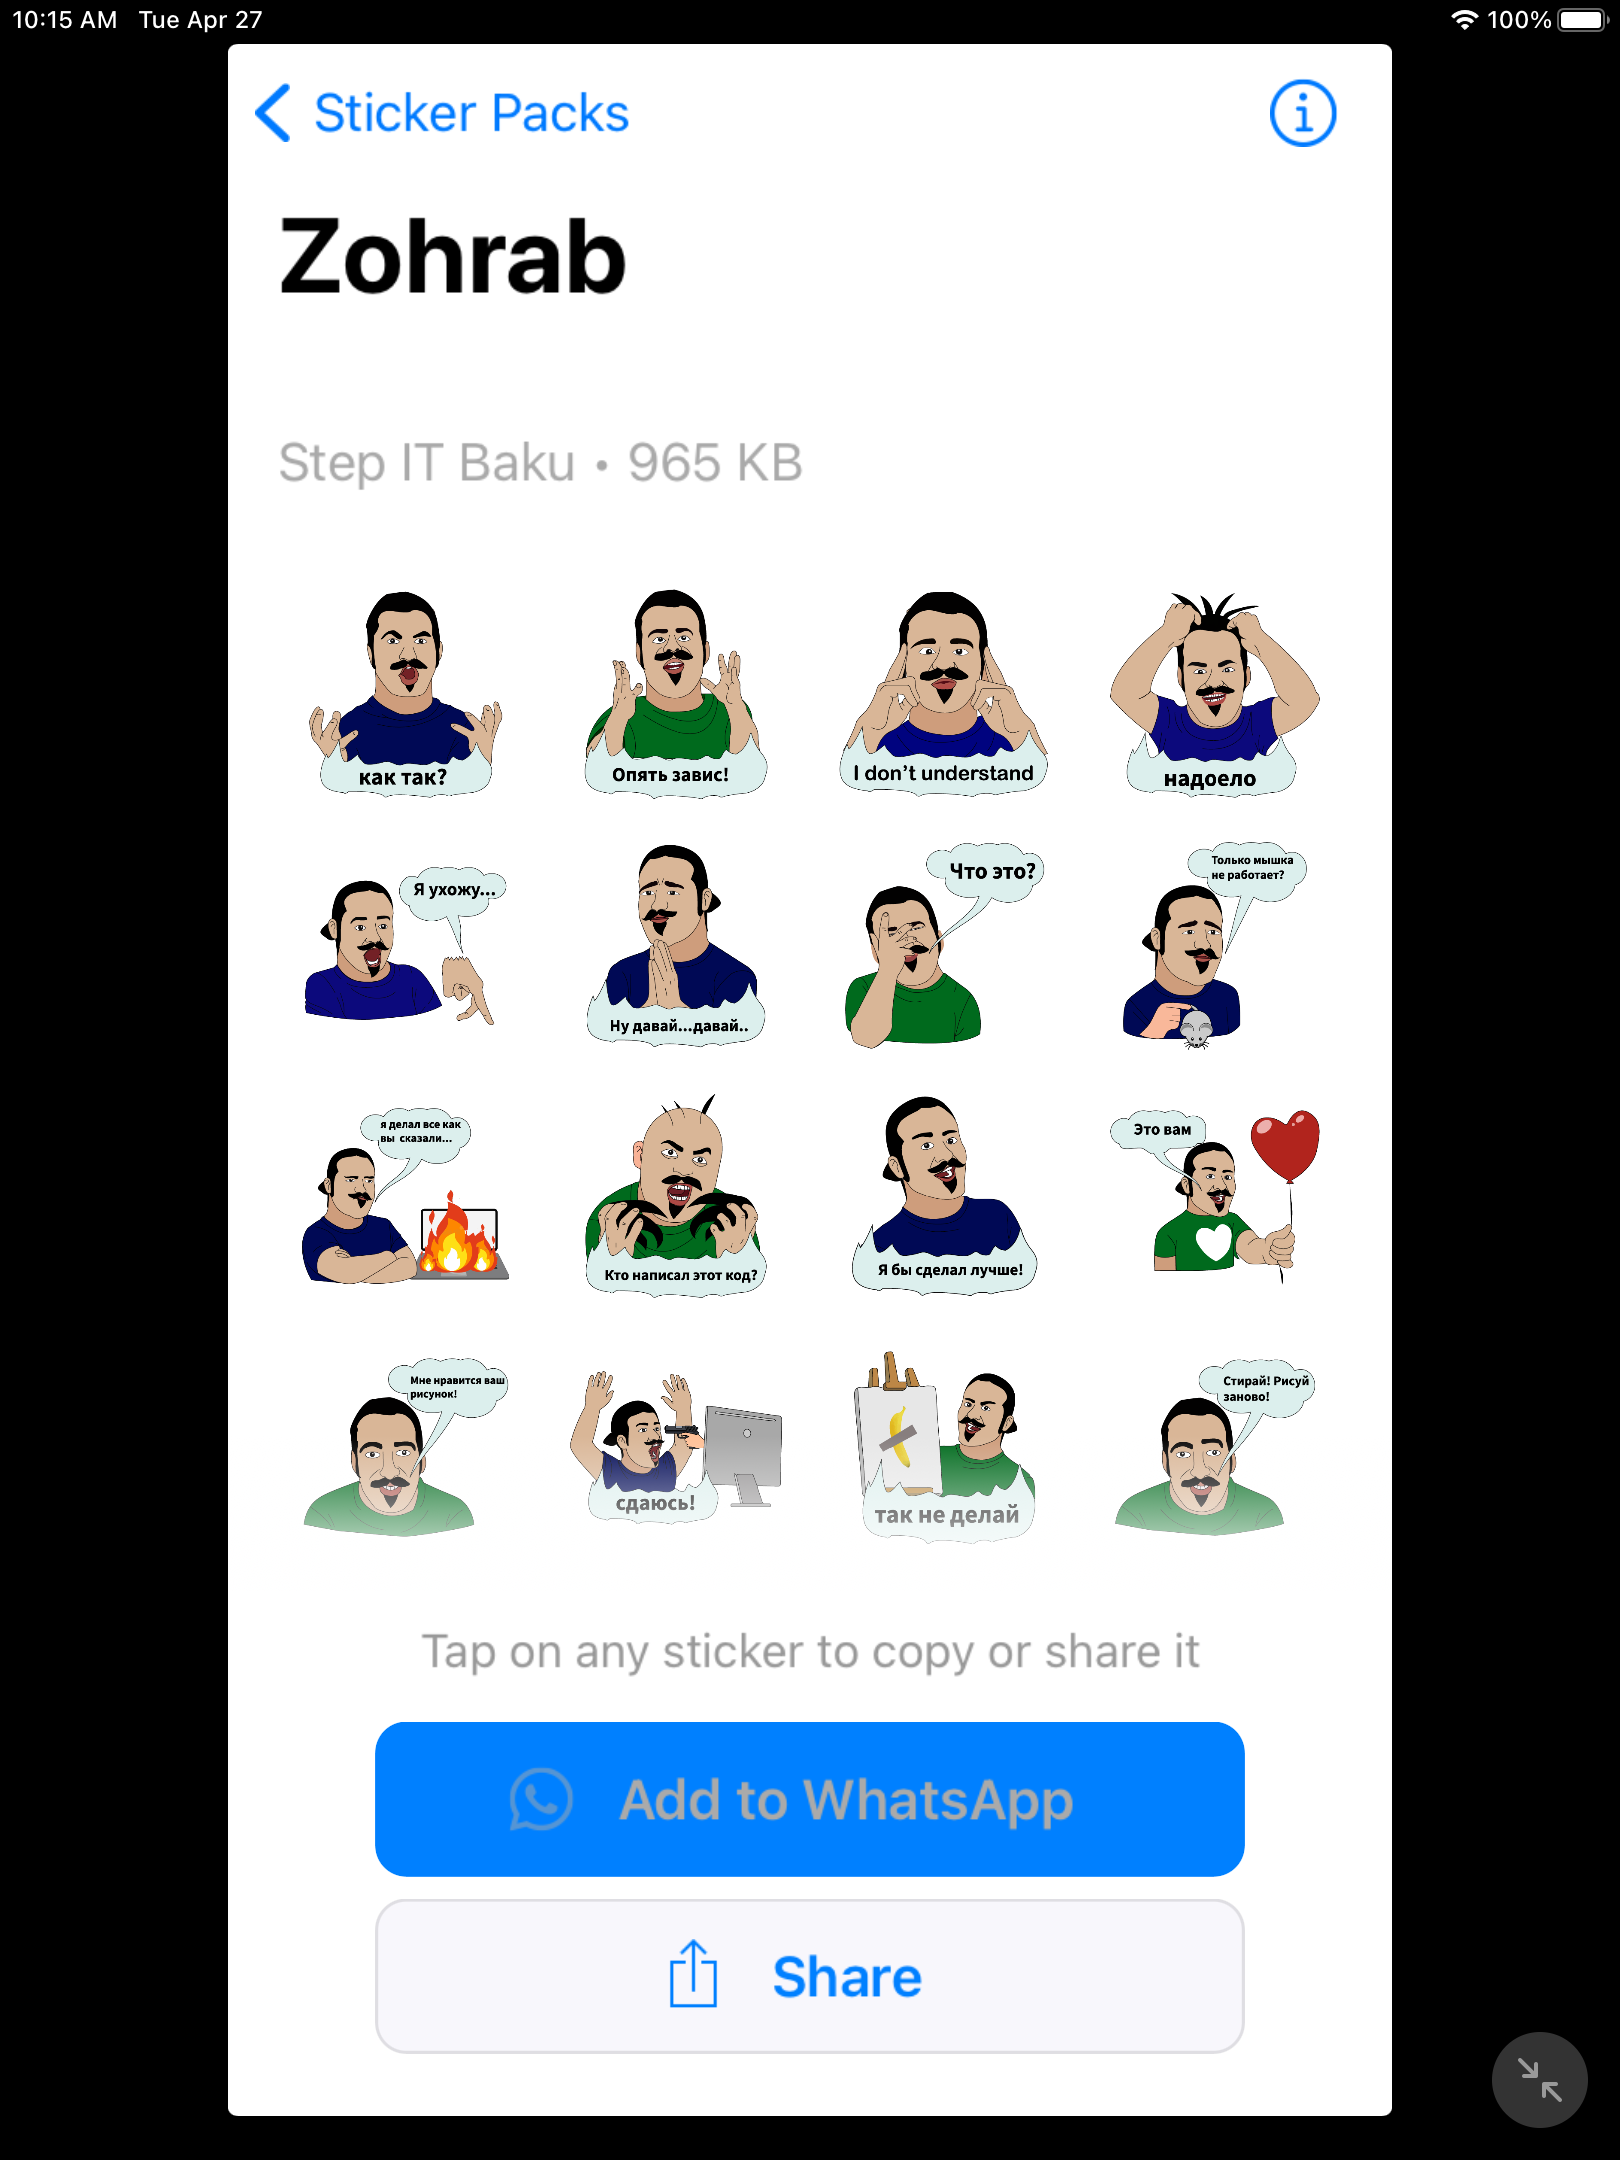 10:15 AM Tue Apr 27
100%
Sticker Packs
Zohrab
Step IT Baku • 965 KB
как так?
Опять завис!
I don't understand
надоело
Я ухожу...
Ну давай...давай..
Что это?
Только мышка
не работает?
я делал все как
вы сказали...
Кто написал этот код?
Я бы сделал лучше!
Это вам
Мне нравится ваш
рисунок!
сдаюсь!
так не делай
Стирай! Рисуй
заново!
Tap on any sticker to copy or share it
Add to WhatsApp
Share